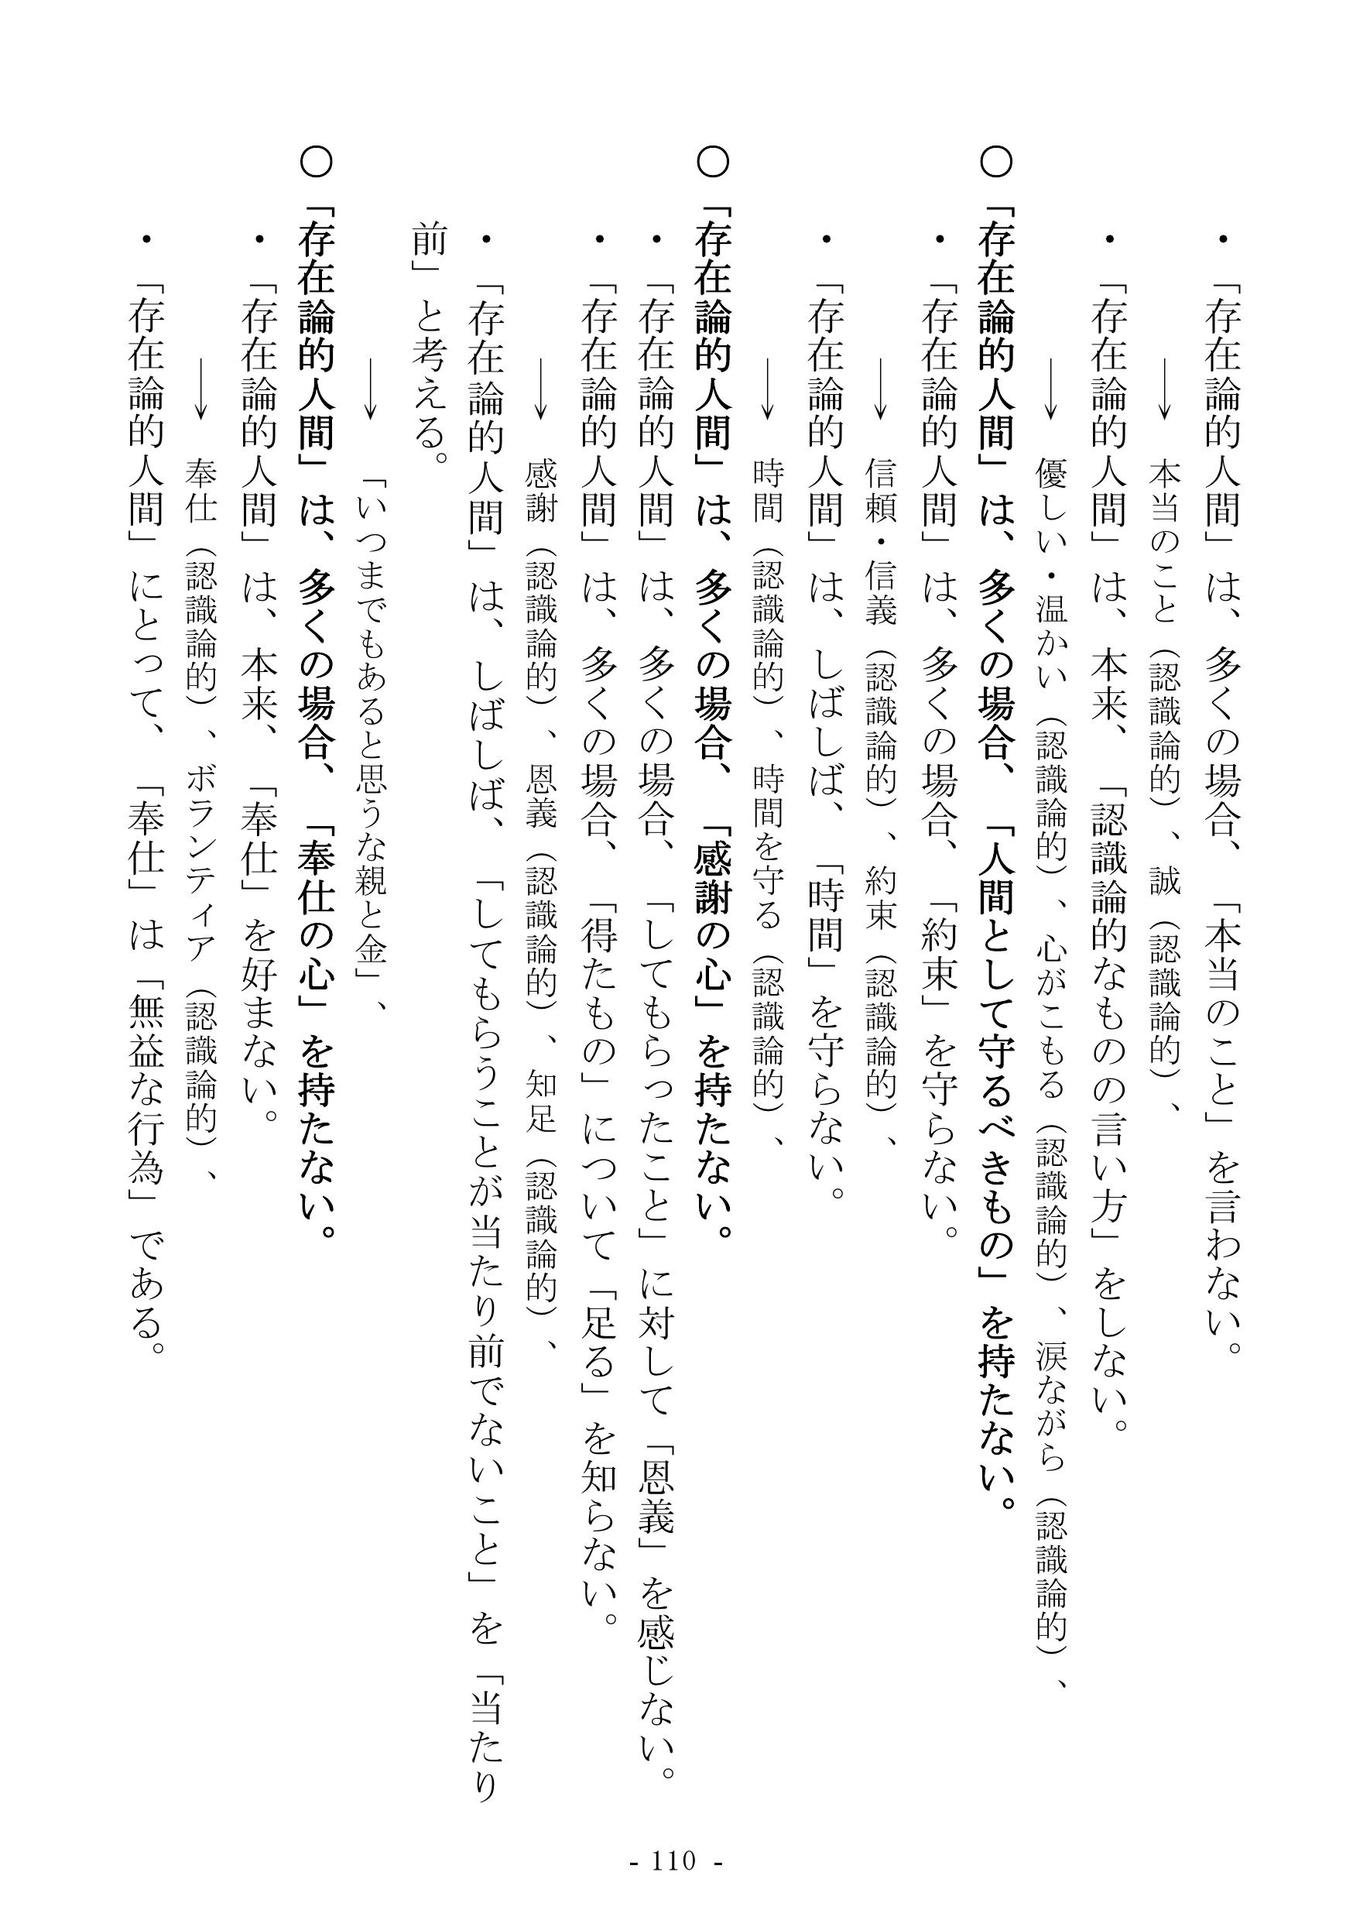 ・「存在論的人間」は、多くの場合、「本当のこと」を言わない。
→ 本当のこと（認識論的）、誠（認識論的）、
・「存在論的人間」は、本来、「認識論的なものの言い方」をしない。
→ 優しい・温かい（認識論的）、心がこもる（認識論的）、涙ながら（認識論的）、
○「存在論的人間」は、多くの場合、「人間として守るべきもの」を持たない。
・「存在論的人間」は、多くの場合、「約束」を守らない。
→ 信頼・信義（認識論的）、約束（認識論的）、
・「存在論的人間」は、しばしば、「時間」を守らない。
→ 時間（認識論的）、時間を守る（認識論的）、
○「存在論的人間」は、多くの場合、「感謝の心」を持たない。
・「存在論的人間」は、多くの場合、「してもらったこと」に対して「恩義」を感じない。
・「存在論的人間」は、多くの場合、「得たもの」について「足る」を知らない。
→ 感謝（認識論的）、恩義（認識論的）、知足（認識論的）、
・「存在論的人間」は、しばしば、「してもらうことが当たり前でないこと」を「当たり
前」と考える。
→ 「いつまでもあると思うな親と金」、
○「存在論的人間」は、多くの場合、「奉仕の心」を持たない。
・「存在論的人間」は、本来、「奉仕」を好まない。
→ 奉仕（認識論的）、ボランティア（認識論的）、
・「存在論的人間」にとって、「奉仕」は「無益な行為」である。
- 110 -